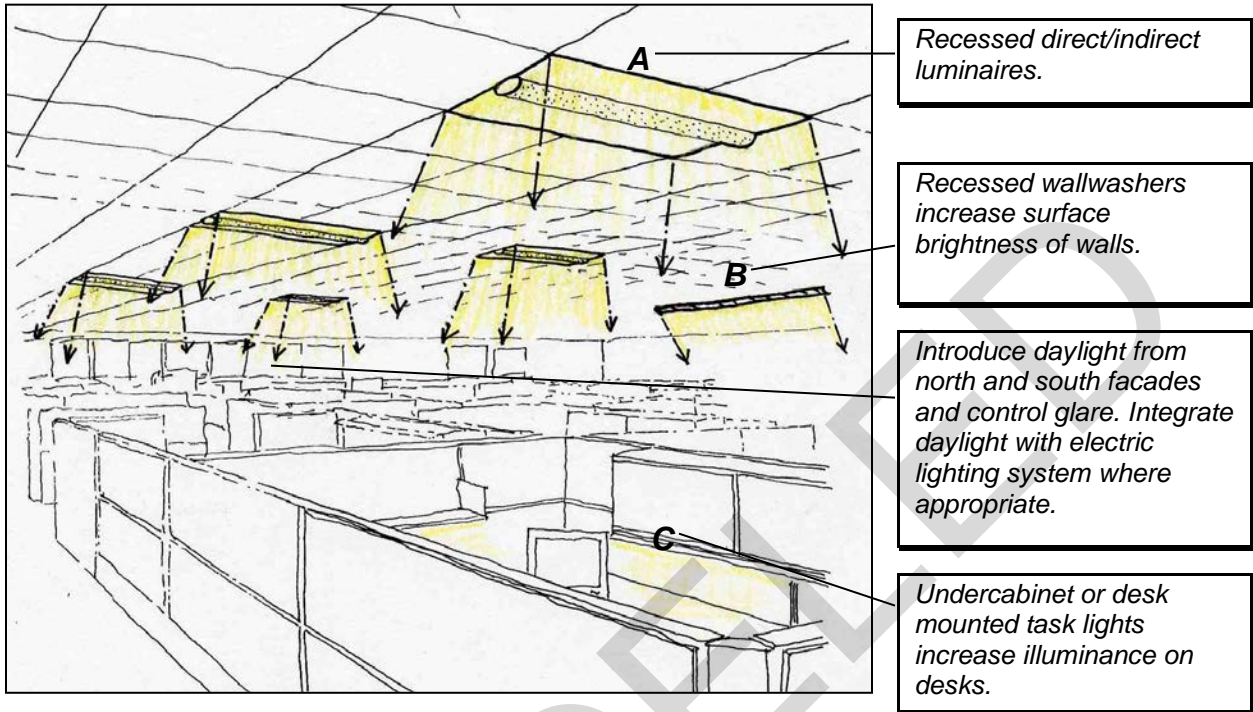 A
Recessed direct/indirect
luminaires.
B
Recessed wallwashers
increase surface
brightness of walls.
Introduce daylight from
north and south facades
and control glare. Integrate
daylight with electric
lighting system where
appropriate.
C
Undercabinet or desk
mounted task lights
increase illuminance on
desks.
ELED